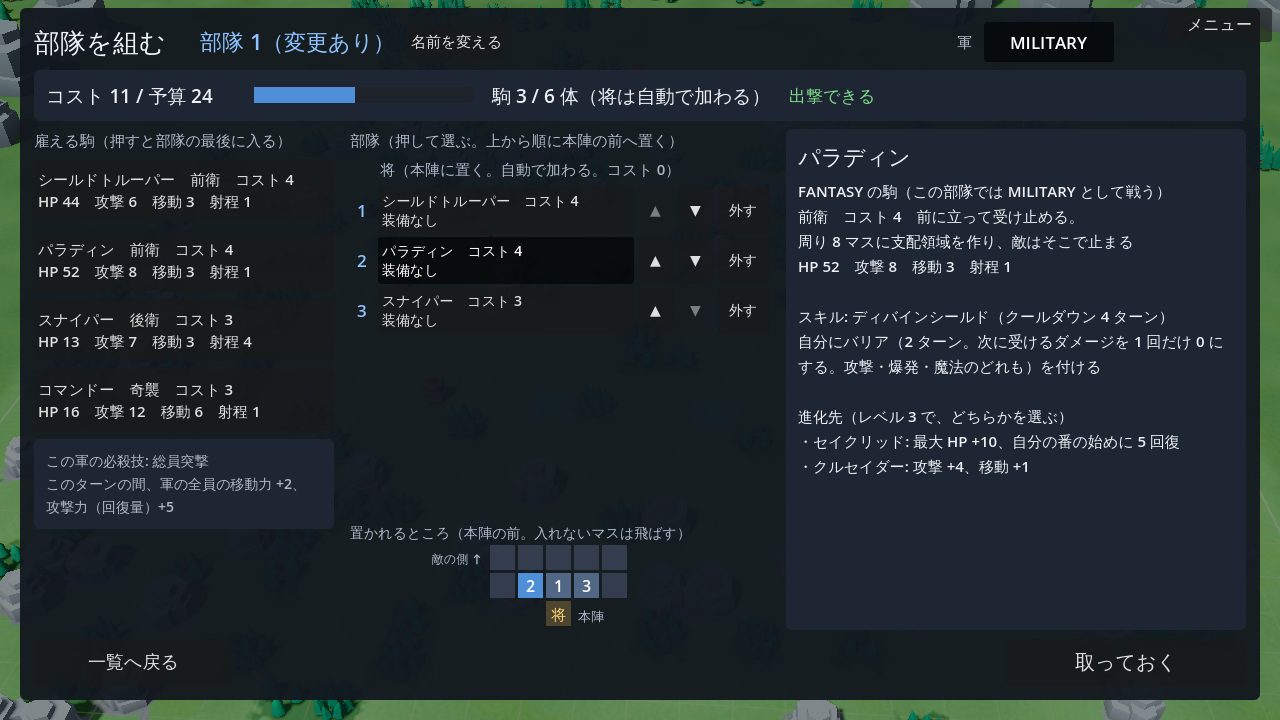 メニュー
部隊を組む
部隊 1（変更あり）
名前を変える
軍
MILITARY
コスト 11 / 予算 24
駒 3 / 6 体（将は自動で加わる）
出撃できる
雇える駒（押すと部隊の最後に入る）
シールドトルーパー　前衛　コスト 4
HP 44　攻撃 6　移動 3　射程 1
パラディン　前衛　コスト 4
HP 52　攻撃 8　移動 3　射程 1
スナイパー　後衛　コスト 3
HP 13　攻撃 7　移動 3　射程 4
コマンドー　奇襲　コスト 3
HP 16　攻撃 12　移動 6　射程 1
この軍の必殺技: 総員突撃
このターンの間、軍の全員の移動力 +2、
攻撃力（回復量）+5
部隊（押して選ぶ。上から順に本陣の前へ置く）
将（本陣に置く。自動で加わる。コスト 0）
1 シールドトルーパー　コスト 4
装備なし
▲ ▼ 外す
2 パラディン　コスト 4
装備なし
▲ ▼ 外す
3 スナイパー　コスト 3
装備なし
▲ ▼ 外す
置かれるところ（本陣の前。入れないマスは飛ばす）
敵の側 ↑
2 1 3
将 本陣
パラディン
FANTASY の駒（この部隊では MILITARY として戦う）
前衛　コスト 4　前に立って受け止める。
周り 8 マスに支配領域を作り、敵はそこで止まる
HP 52　攻撃 8　移動 3　射程 1
スキル: ディバインシールド（クールダウン 4 ターン）
自分にバリア（2 ターン。次に受けるダメージを 1 回だけ 0 に
する。攻撃・爆発・魔法のどれも）を付ける
進化先（レベル 3 で、どちらかを選ぶ）
・セイクリッド: 最大 HP +10、自分の番の始めに 5 回復
・クルセイダー: 攻撃 +4、移動 +1
一覧へ戻る
取っておく